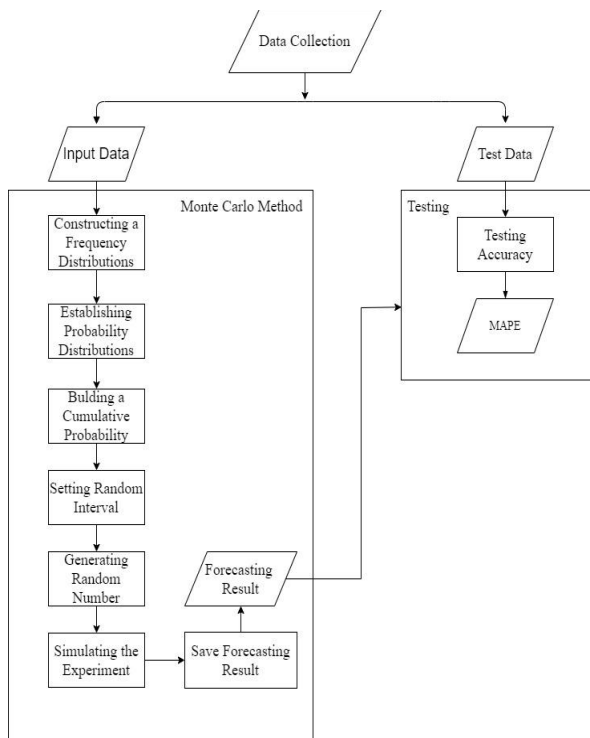 Data Collection
Input Data
Test Data
Monte Carlo Method
Constructing a
Frequency
Distributions
Establishing
Probability
Distributions
Bulding a
Cumulative
Probability
Setting Random
Interval
Generating
Random
Number
Simulating the
Experiment
Save Forecasting
Result
Forecasting
Result
Testing
Testing
Accuracy
MAPE